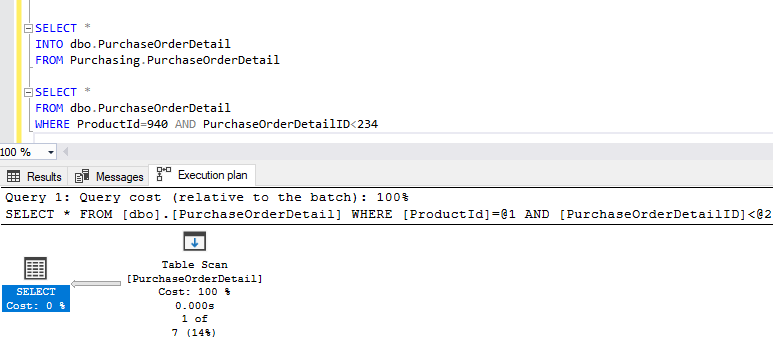 SELECT *
INTO dbo.PurchaseOrderDetail
FROM Purchasing.PurchaseOrderDetail
SELECT *
FROM dbo.PurchaseOrderDetail
WHERE ProductId=940 AND PurchaseOrderDetailID<234
100 %
Results Messages Execution plan
Query 1: Query cost (relative to the batch): 100%
SELECT * FROM [dbo].[PurchaseOrderDetail] WHERE [ProductId]=@1 AND [PurchaseOrderDetailID]<@2
SELECT
Cost: 0 %
Table Scan
[PurchaseOrderDetail]
Cost: 100 %
0.000s
1 of
7 (14%)